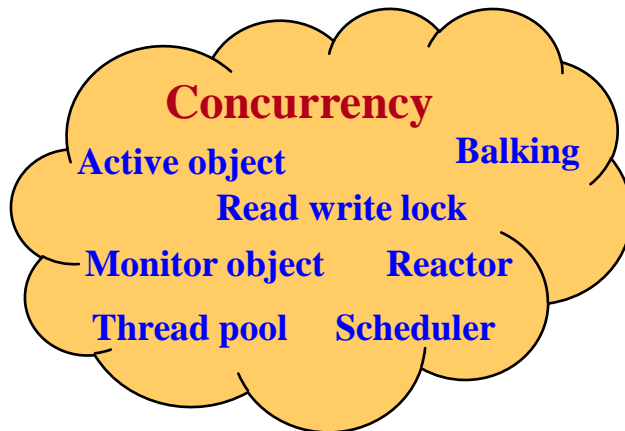 Concurrency
Active object
Balking
Read write lock
Monitor object
Reactor
Thread pool
Scheduler